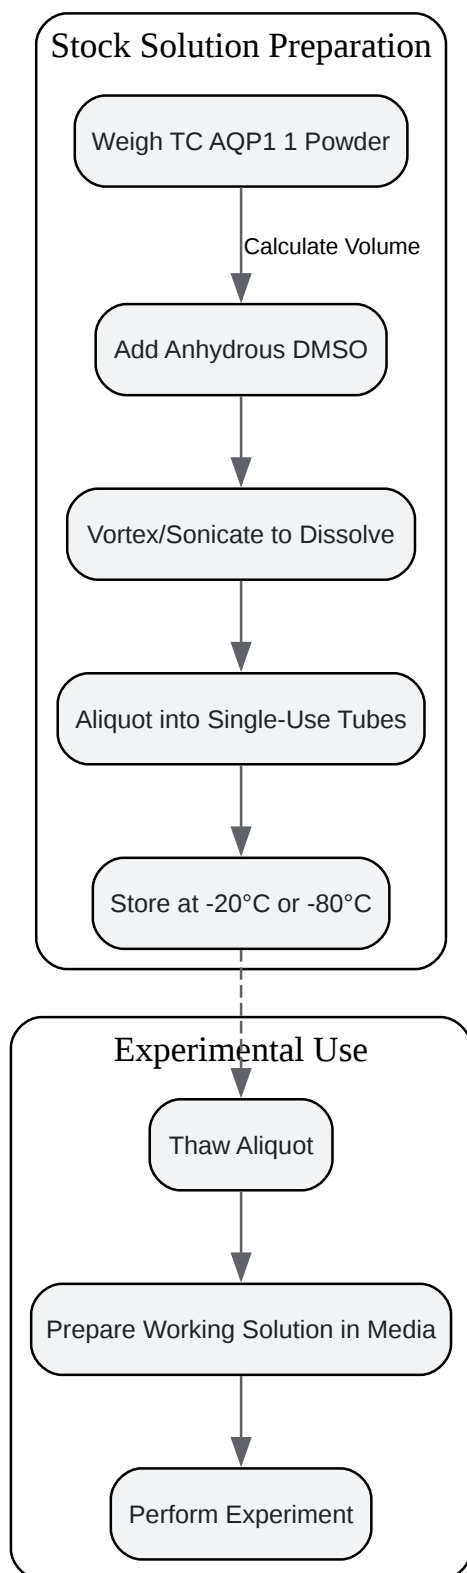 Stock Solution Preparation
Weigh TC AQP1 1 Powder
Calculate Volume
Add Anhydrous DMSO
Vortex/Sonicate to Dissolve
Aliquot into Single-Use Tubes
Store at -20°C or -80°C
Experimental Use
Thaw Aliquot
Prepare Working Solution in Media
Perform Experiment